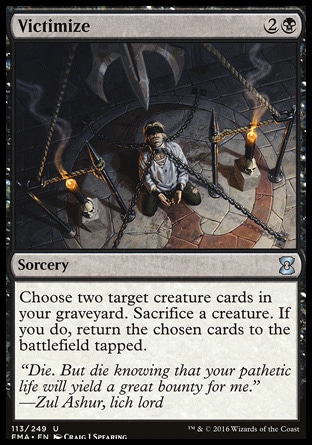 Victimize 2
Sorcery
Choose two target creature cards in
your graveyard. Sacrifice a creature. If
you do, return the chosen cards to the
battlefield tapped.
“Die. But die knowing that your pathetic
life will yield a great bounty for me.”
—Zul Ashur, lich lord
113/249 U
EMA • EN Craig J Spearing
™ & © 2016 Wizards of the Coast